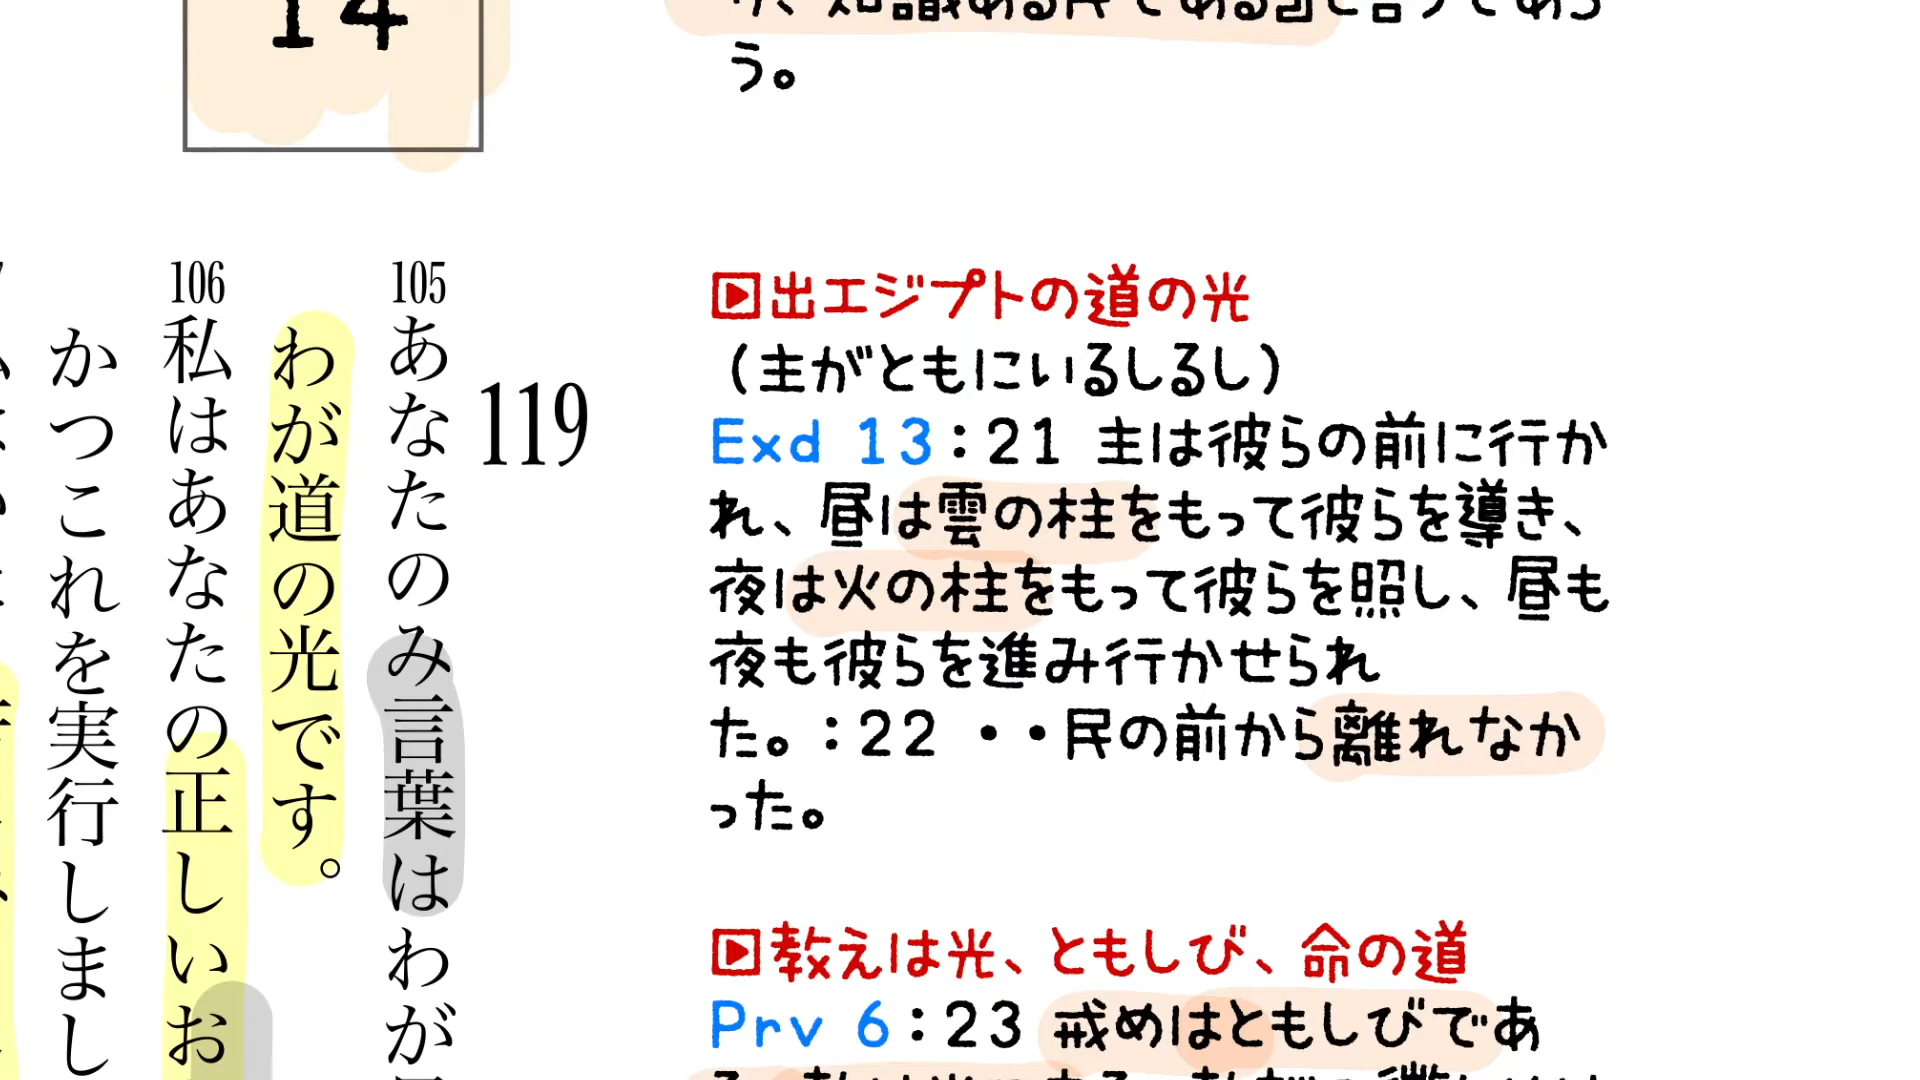 14
う。
119
105
あなたのみ言葉はわが
わが道の光です。
106
私はあなたの正しいお
かつこれを実行しまし
▶出エジプトの道の光
（主がともにいるしるし）
Exd 13：21 主は彼らの前に行か
れ、昼は雲の柱をもって彼らを導き、
夜は火の柱をもって彼らを照し、昼も
夜も彼らを進み行かせられ
た。：22 ・・民の前から離れなか
った。
▶教えは光、ともしび、命の道
Prv 6：23 戒めはともしびであ